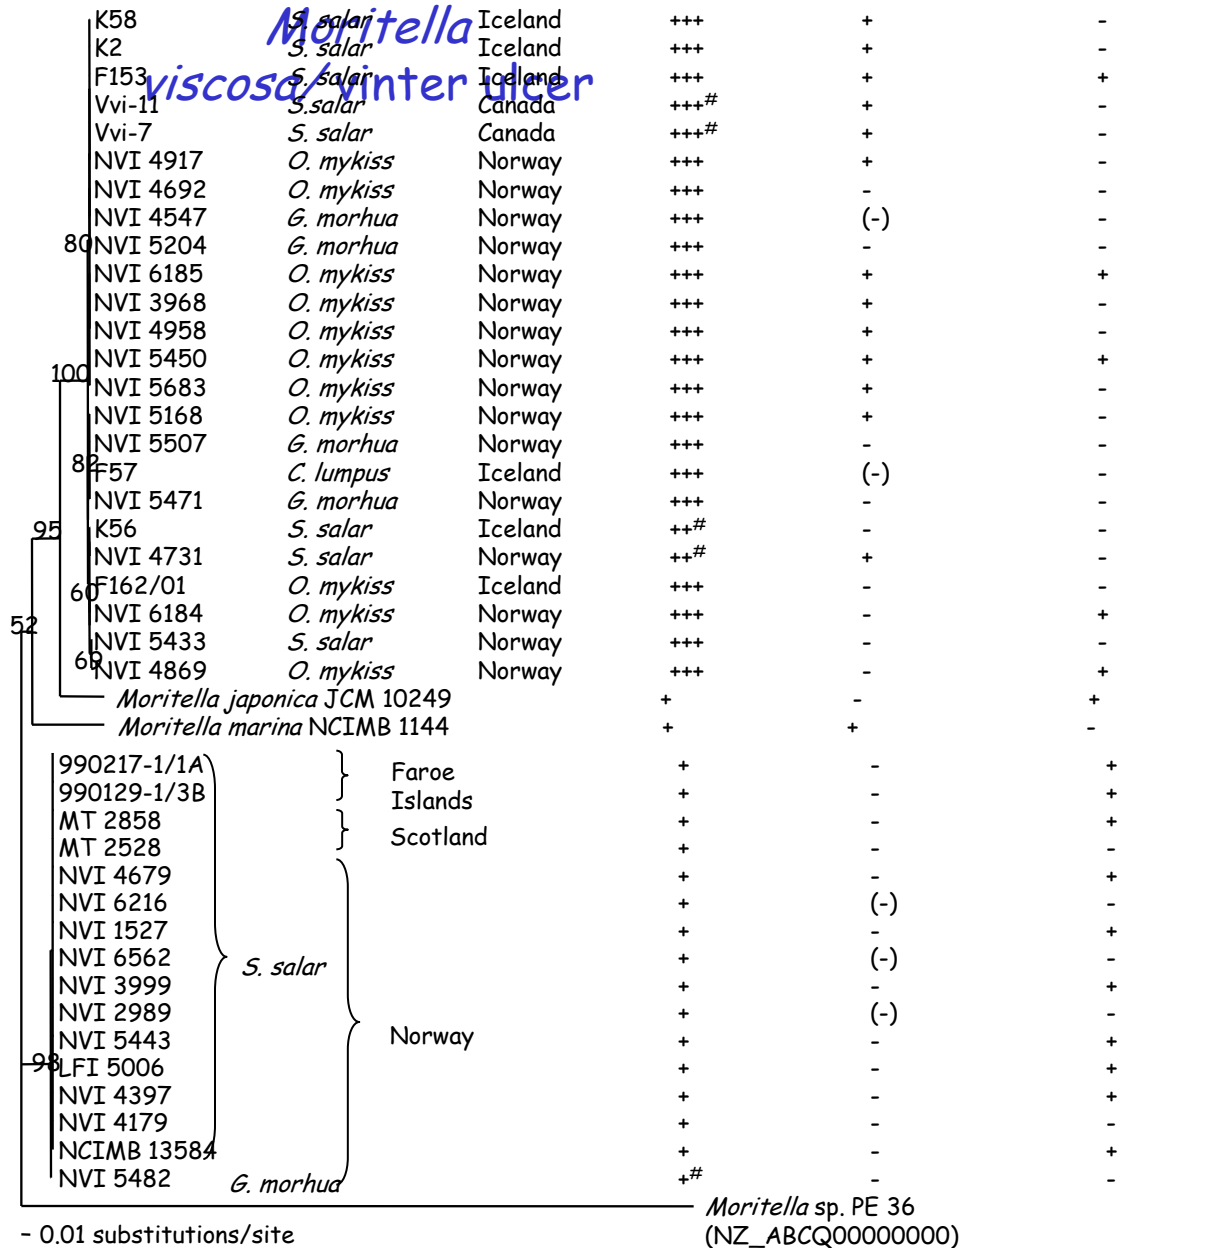 Moritella
viscosa/vinter ulcer
K58 S. salar Iceland +++ + -
K2 S. salar Iceland +++ + -
F153 S. salar Iceland +++ + +
Vvi-11 S.salar Canada +++# + -
Vvi-7 S. salar Canada +++# + -
NVI 4917 O. mykiss Norway +++ + -
NVI 4692 O. mykiss Norway +++ - -
NVI 4547 G. morhua Norway +++ (-) -
80 NVI 5204 G. morhua Norway +++ - -
NVI 6185 O. mykiss Norway +++ + +
NVI 3968 O. mykiss Norway +++ + -
NVI 4958 O. mykiss Norway +++ + -
NVI 5450 O. mykiss Norway +++ + +
100
NVI 5683 O. mykiss Norway +++ + -
NVI 5168 O. mykiss Norway +++ + -
NVI 5507 G. morhua Norway +++ - -
82 F57 C. lumpus Iceland +++ (-) -
NVI 5471 G. morhua Norway +++ - -
95 K56 S. salar Iceland ++# - -
NVI 4731 S. salar Norway ++# + -
60 F162/01 O. mykiss Iceland +++ - -
NVI 6184 O. mykiss Norway +++ - +
52
NVI 5433 S. salar Norway +++ - -
69 NVI 4869 O. mykiss Norway +++ - +
Moritella japonica JCM 10249 + - +
Moritella marina NCIMB 1144 + + -
990217-1/1A Faroe + - +
990129-1/3B Islands + - +
MT 2858 Scotland + - +
MT 2528 + - -
NVI 4679 + - +
NVI 6216 + (-) -
NVI 1527 + - +
NVI 6562 S. salar + (-) -
NVI 3999 + - +
NVI 2989 + (-) -
NVI 5443 Norway + - +
98 LFI 5006 + - +
NVI 4397 + - +
NVI 4179 + - -
NCIMB 13584 + - +
NVI 5482 G. morhua +# - -
Moritella sp. PE 36
(NZ_ABCQ00000000)
– 0.01 substitutions/site